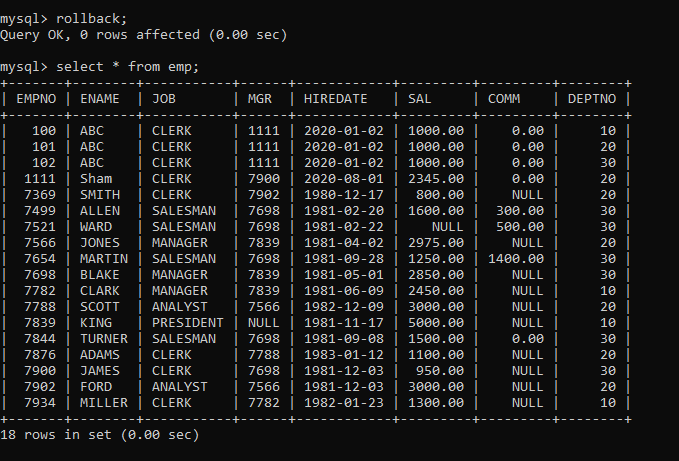 mysql> rollback;
Query OK, 0 rows affected (0.00 sec)
mysql> select * from emp;
+-------+--------+-----------+------+------------+---------+---------+--------+
| EMPNO | ENAME | JOB | MGR | HIREDATE | SAL | COMM | DEPTNO |
+-------+--------+-----------+------+------------+---------+---------+--------+
| 100 | ABC | CLERK | 1111 | 2020-01-02 | 1000.00 | 0.00 | 10 |
| 101 | ABC | CLERK | 1111 | 2020-01-02 | 1000.00 | 0.00 | 20 |
| 102 | ABC | CLERK | 1111 | 2020-01-02 | 1000.00 | 0.00 | 30 |
| 1111 | Sham | CLERK | 7900 | 2020-08-01 | 2345.00 | 0.00 | 20 |
| 7369 | SMITH | CLERK | 7902 | 1980-12-17 | 800.00 | NULL | 20 |
| 7499 | ALLEN | SALESMAN | 7698 | 1981-02-20 | 1600.00 | 300.00 | 30 |
| 7521 | WARD | SALESMAN | 7698 | 1981-02-22 | NULL | 500.00 | 30 |
| 7566 | JONES | MANAGER | 7839 | 1981-04-02 | 2975.00 | NULL | 20 |
| 7654 | MARTIN | SALESMAN | 7698 | 1981-09-28 | 1250.00 | 1400.00 | 30 |
| 7698 | BLAKE | MANAGER | 7839 | 1981-05-01 | 2850.00 | NULL | 30 |
| 7782 | CLARK | MANAGER | 7839 | 1981-06-09 | 2450.00 | NULL | 10 |
| 7788 | SCOTT | ANALYST | 7566 | 1982-12-09 | 3000.00 | NULL | 20 |
| 7839 | KING | PRESIDENT | NULL | 1981-11-17 | 5000.00 | NULL | 10 |
| 7844 | TURNER | SALESMAN | 7698 | 1981-09-08 | 1500.00 | 0.00 | 30 |
| 7876 | ADAMS | CLERK | 7788 | 1983-01-12 | 1100.00 | NULL | 20 |
| 7900 | JAMES | CLERK | 7698 | 1981-12-03 | 950.00 | NULL | 30 |
| 7902 | FORD | ANALYST | 7566 | 1981-12-03 | 3000.00 | NULL | 20 |
| 7934 | MILLER | CLERK | 7782 | 1982-01-23 | 1300.00 | NULL | 10 |
+-------+--------+-----------+------+------------+---------+---------+--------+
18 rows in set (0.00 sec)